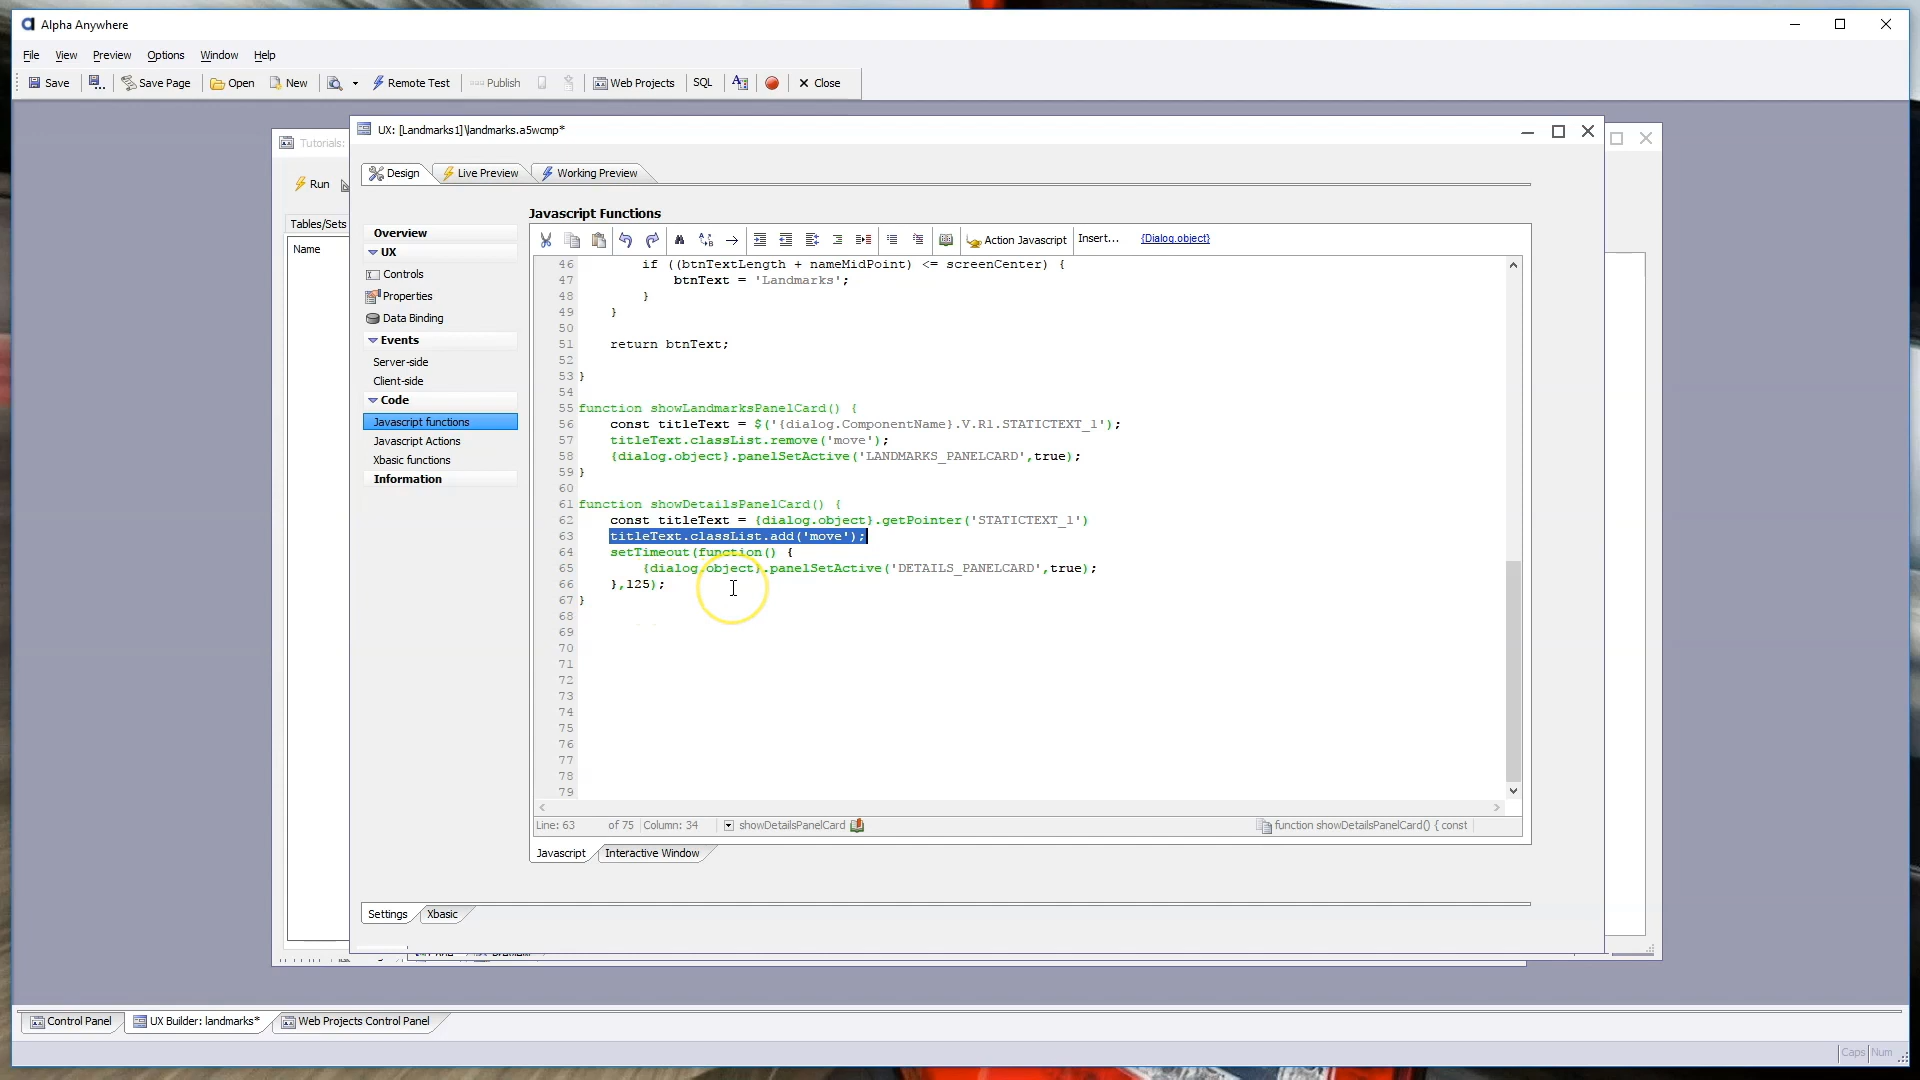 Alpha Anywhere
File View Preview Options Window Help
Save Save Page Open New Remote Test Publish Web Projects SQL Close
UX: [Landmarks1]\landmarks.a5wcmp*
Tutorials:
Design Live Preview Working Preview
Run
Tables/Sets
Name
Overview
UX
Controls
Properties
Data Binding
Events
Server-side
Client-side
Code
Javascript functions
Javascript Actions
Xbasic functions
Information
Javascript Functions
Action Javascript Insert... {Dialog.object}
46 if ((btnTextLength + nameMidPoint) <= screenCenter) {
47 btnText = 'Landmarks';
48 }
49 }
50
51 return btnText;
52
53 }
54
55 function showLandmarksPanelCard() {
56 const titleText = $('{dialog.ComponentName}.V.R1.STATICTEXT_1');
57 titleText.classList.remove('move');
58 {dialog.object}.panelSetActive('LANDMARKS_PANELCARD',true);
59 }
60
61 function showDetailsPanelCard() {
62 const titleText = {dialog.object}.getPointer('STATICTEXT_1')
63 titleText.classList.add('move');
64 setTimeout(function() {
65 {dialog.object}.panelSetActive('DETAILS_PANELCARD',true);
66 },125);
67 }
68
69
70
71
72
73
74
75
76
77
78
79
Line: 63 of 75 Column: 34 showDetailsPanelCard function showDetailsPanelCard() { const
Javascript Interactive Window
Settings Xbasic
Control Panel UX Builder: landmarks* Web Projects Control Panel
Caps Num